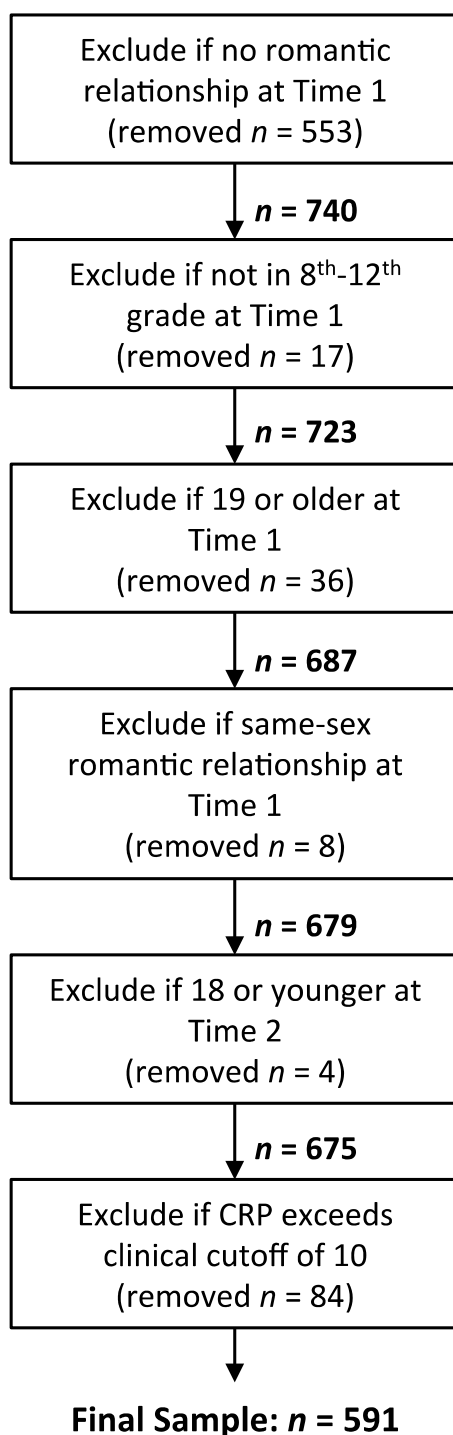 Exclude if no romantic
relationship at Time 1
(removed n = 553)
n = 740
Exclude if not in 8th-12th
grade at Time 1
(removed n = 17)
n = 723
Exclude if 19 or older at
Time 1
(removed n = 36)
n = 687
Exclude if same-sex
romantic relationship at
Time 1
(removed n = 8)
n = 679
Exclude if 18 or younger at
Time 2
(removed n = 4)
n = 675
Exclude if CRP exceeds
clinical cutoff of 10
(removed n = 84)
Final Sample: n = 591